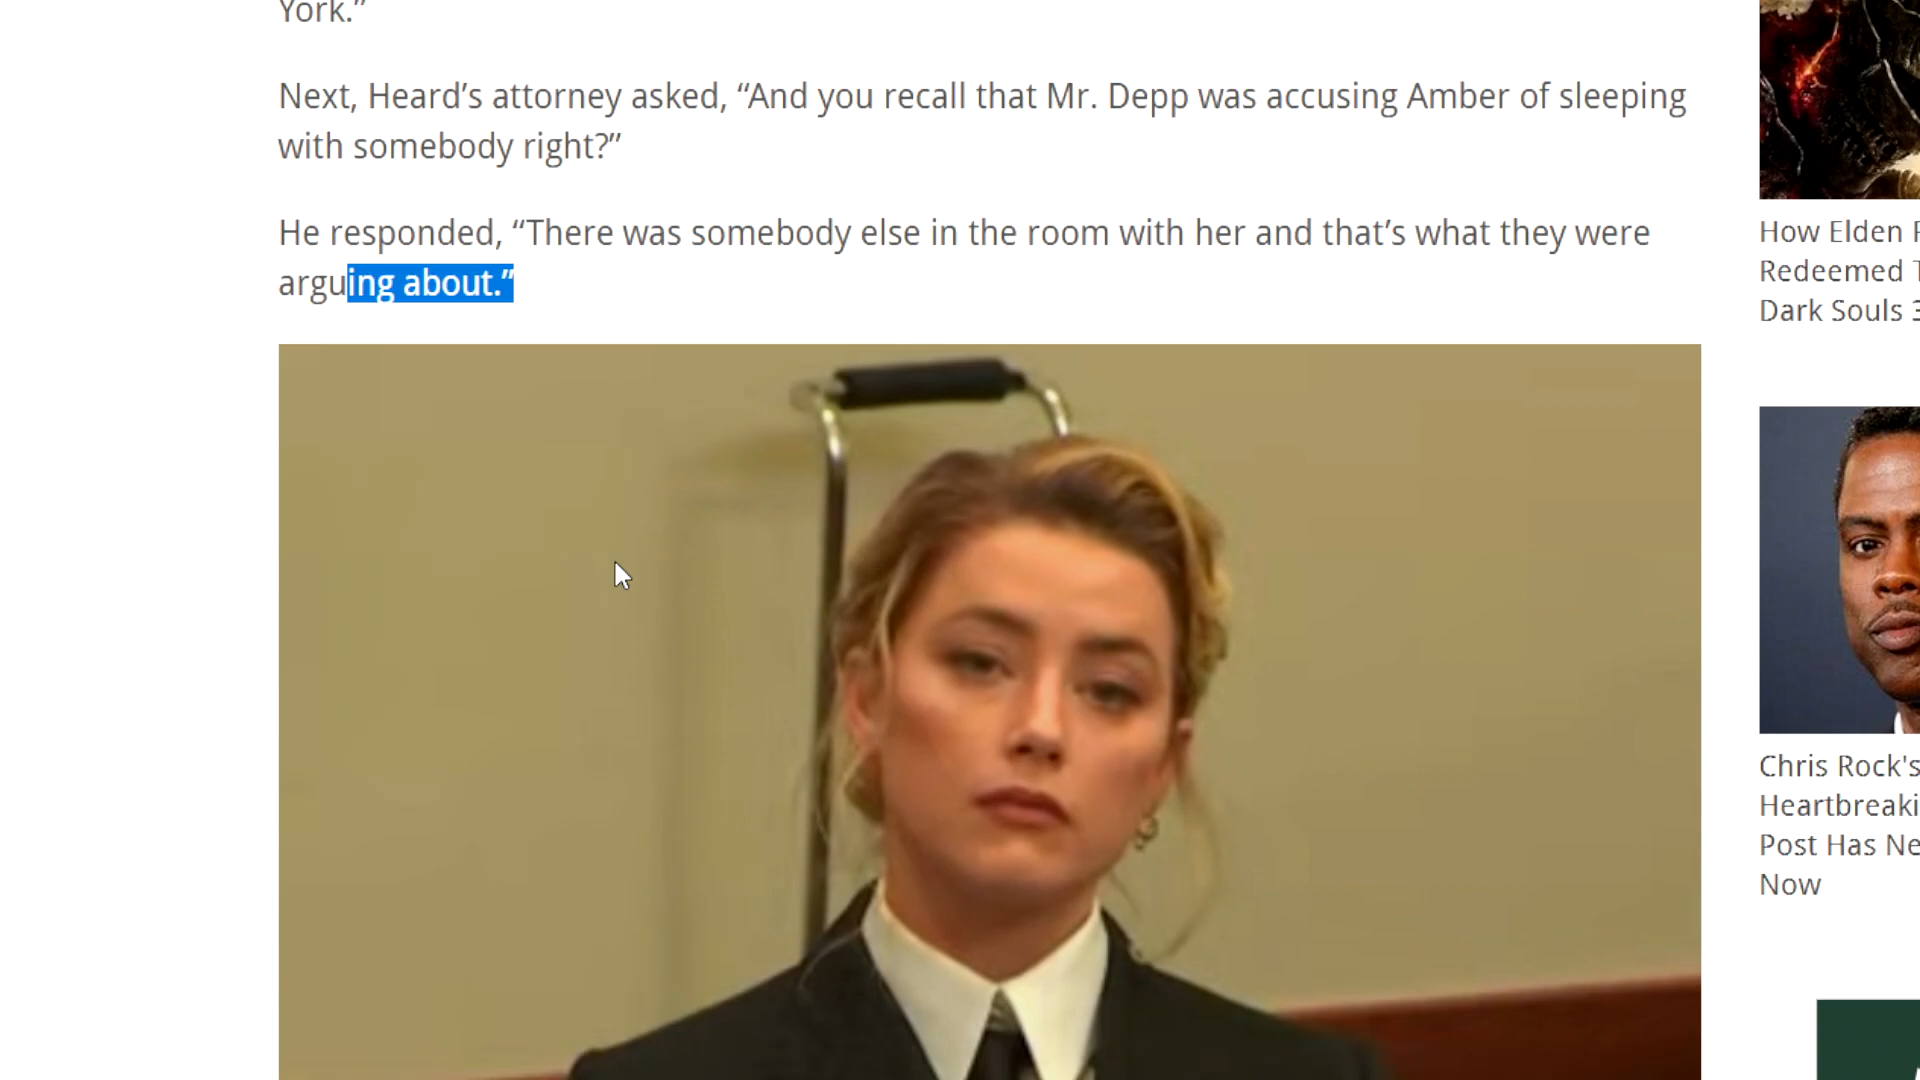 York.”
Next, Heard’s attorney asked, “And you recall that Mr. Depp was accusing Amber of sleeping
with somebody right?”
He responded, “There was somebody else in the room with her and that’s what they were
arguing about.”
How Elden
Redeemed
Dark Souls 3
Chris Rock's
Post Has
Now